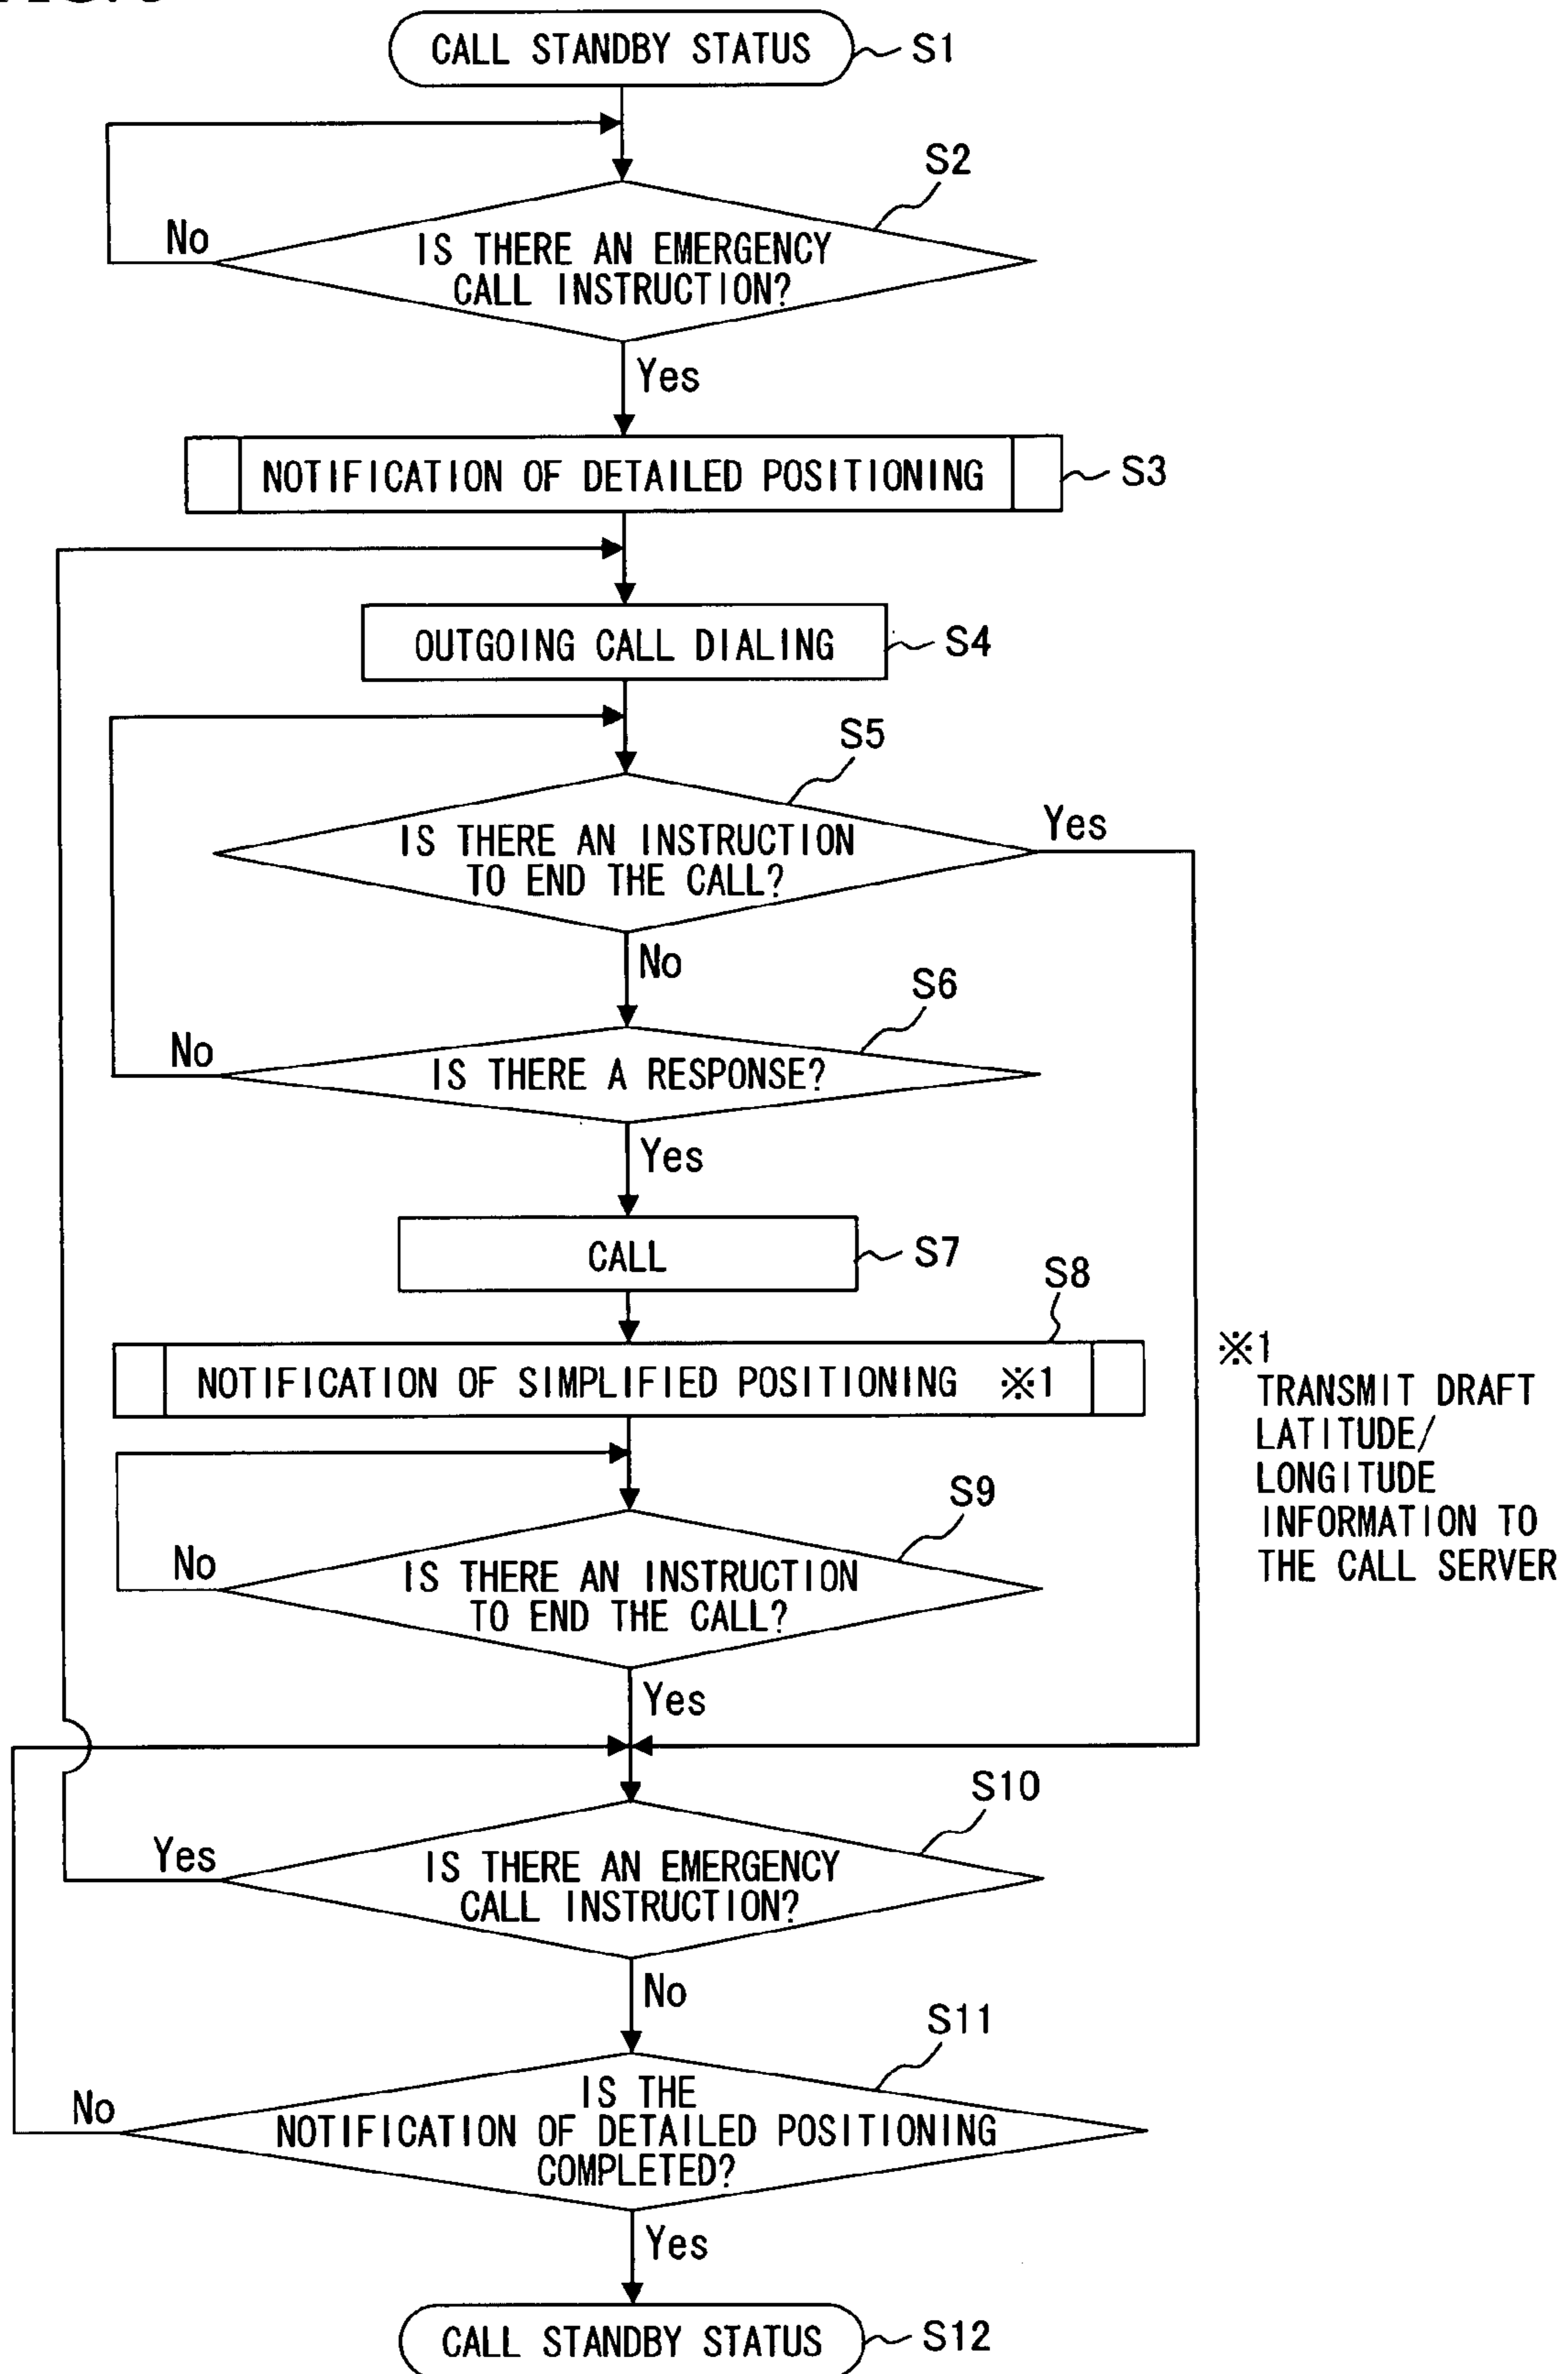 CALL STANDBY STATUS
S1
S2
No
IS THERE AN EMERGENCY
CALL INSTRUCTION?
Yes
NOTIFICATION OF DETAILED POSITIONING
S3
OUTGOING CALL DIALING
S4
S5
IS THERE AN INSTRUCTION
TO END THE CALL?
Yes
No
S6
No
IS THERE A RESPONSE?
Yes
CALL
S7
S8
NOTIFICATION OF SIMPLIFIED POSITIONING ※1
※1
TRANSMIT DRAFT
LATITUDE/
LONGITUDE
INFORMATION TO
THE CALL SERVER
S9
No
IS THERE AN INSTRUCTION
TO END THE CALL?
Yes
S10
Yes
IS THERE AN EMERGENCY
CALL INSTRUCTION?
No
S11
No
IS THE
NOTIFICATION OF DETAILED POSITIONING
COMPLETED?
Yes
CALL STANDBY STATUS
S12